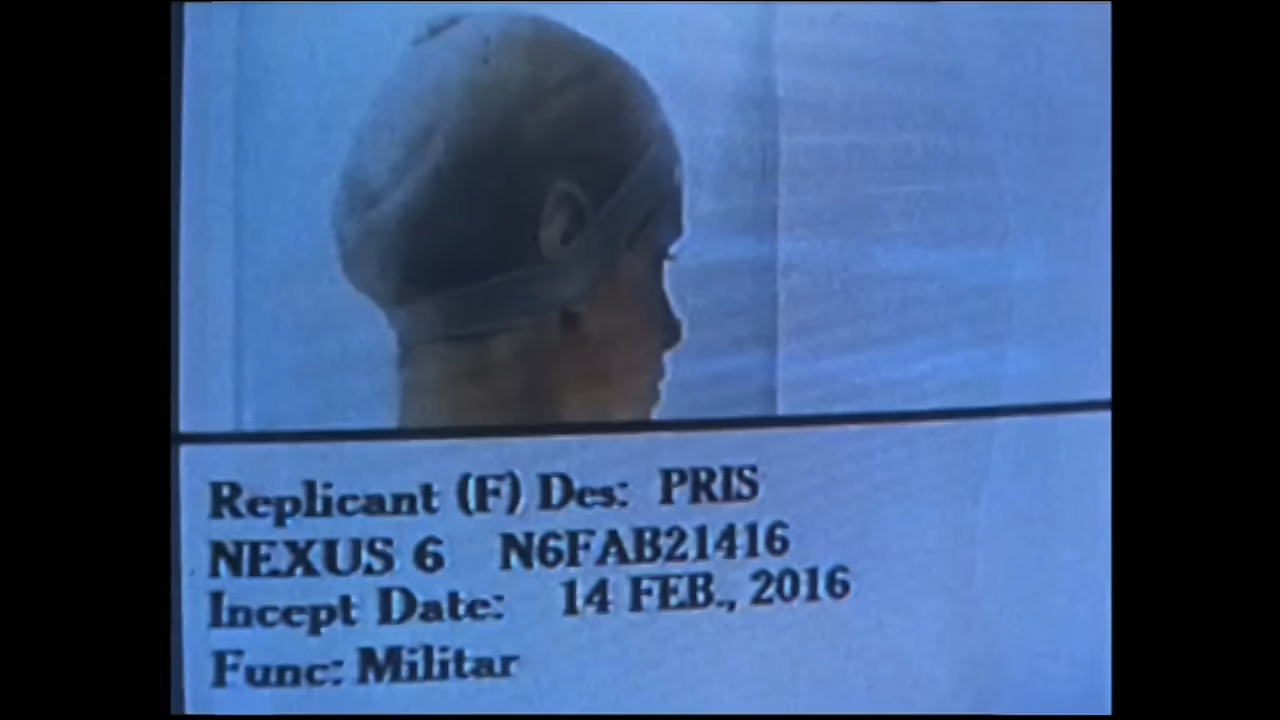 Replicant (F) Des: PRIS
NEXUS 6 N6FAB21416
Incept Date: 14 FEB., 2016
Func: Militar